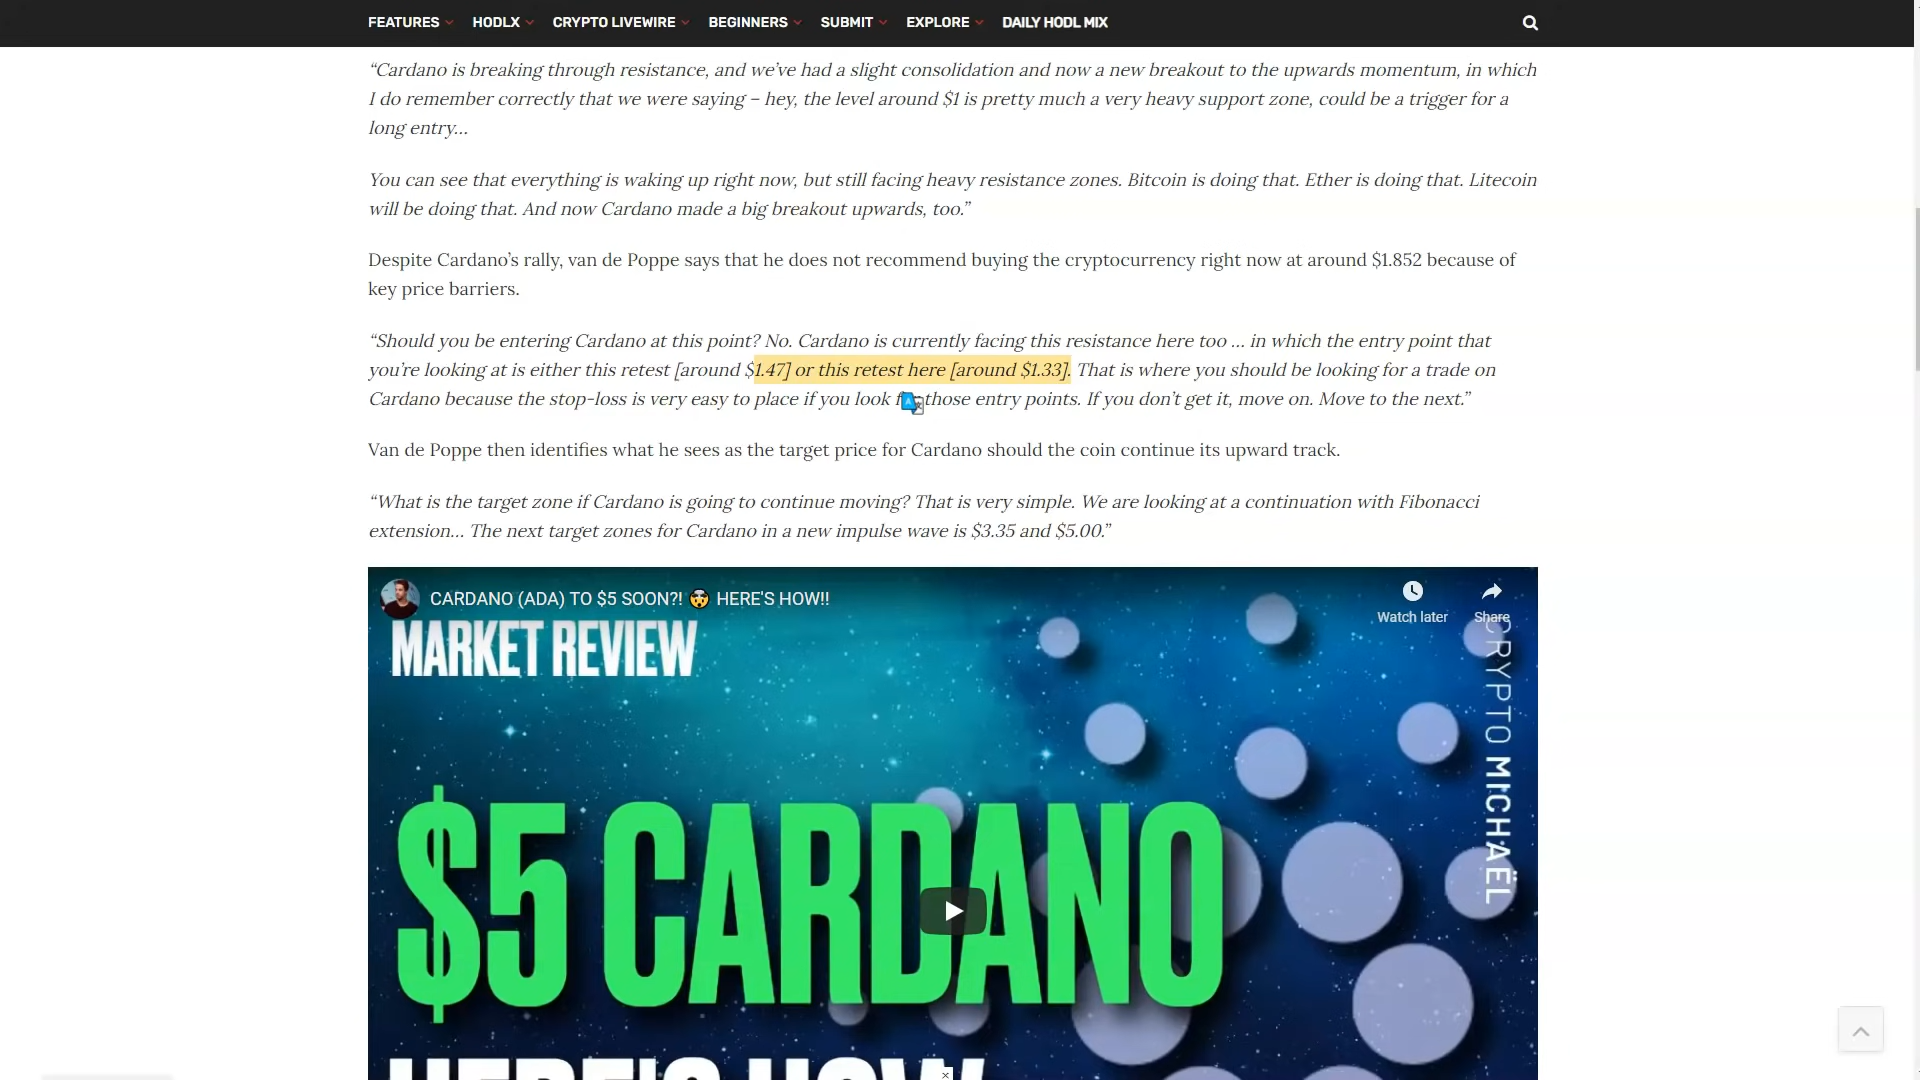 FEATURES HODLX CRYPTO LIVEWIRE BEGINNERS SUBMIT EXPLORE DAILY HODL MIX
“Cardano is breaking through resistance, and we’ve had a slight consolidation and now a new breakout to the upwards momentum, in which
I do remember correctly that we were saying – hey, the level around $1 is pretty much a very heavy support zone, could be a trigger for a
long entry…
You can see that everything is waking up right now, but still facing heavy resistance zones. Bitcoin is doing that. Ether is doing that. Litecoin
will be doing that. And now Cardano made a big breakout upwards, too.”
Despite Cardano’s rally, van de Poppe says that he does not recommend buying the cryptocurrency right now at around $1.852 because of
key price barriers.
“Should you be entering Cardano at this point? No. Cardano is currently facing this resistance here too … in which the entry point that
you’re looking at is either this retest [around $1.47] or this retest here [around $1.33]. That is where you should be looking for a trade on
Cardano because the stop-loss is very easy to place if you look those entry points. If you don’t get it, move on. Move to the next.”
Van de Poppe then identifies what he sees as the target price for Cardano should the coin continue its upward track.
“What is the target zone if Cardano is going to continue moving? That is very simple. We are looking at a continuation with Fibonacci
extension… The next target zones for Cardano in a new impulse wave is $3.35 and $5.00.”
CARDANO (ADA) TO $5 SOON?! 🤯 HERE'S HOW!!
Watch later
Share
MARKET REVIEW
CRYPTO MICHAËL
$5 CARDANO
HERE'S HOW